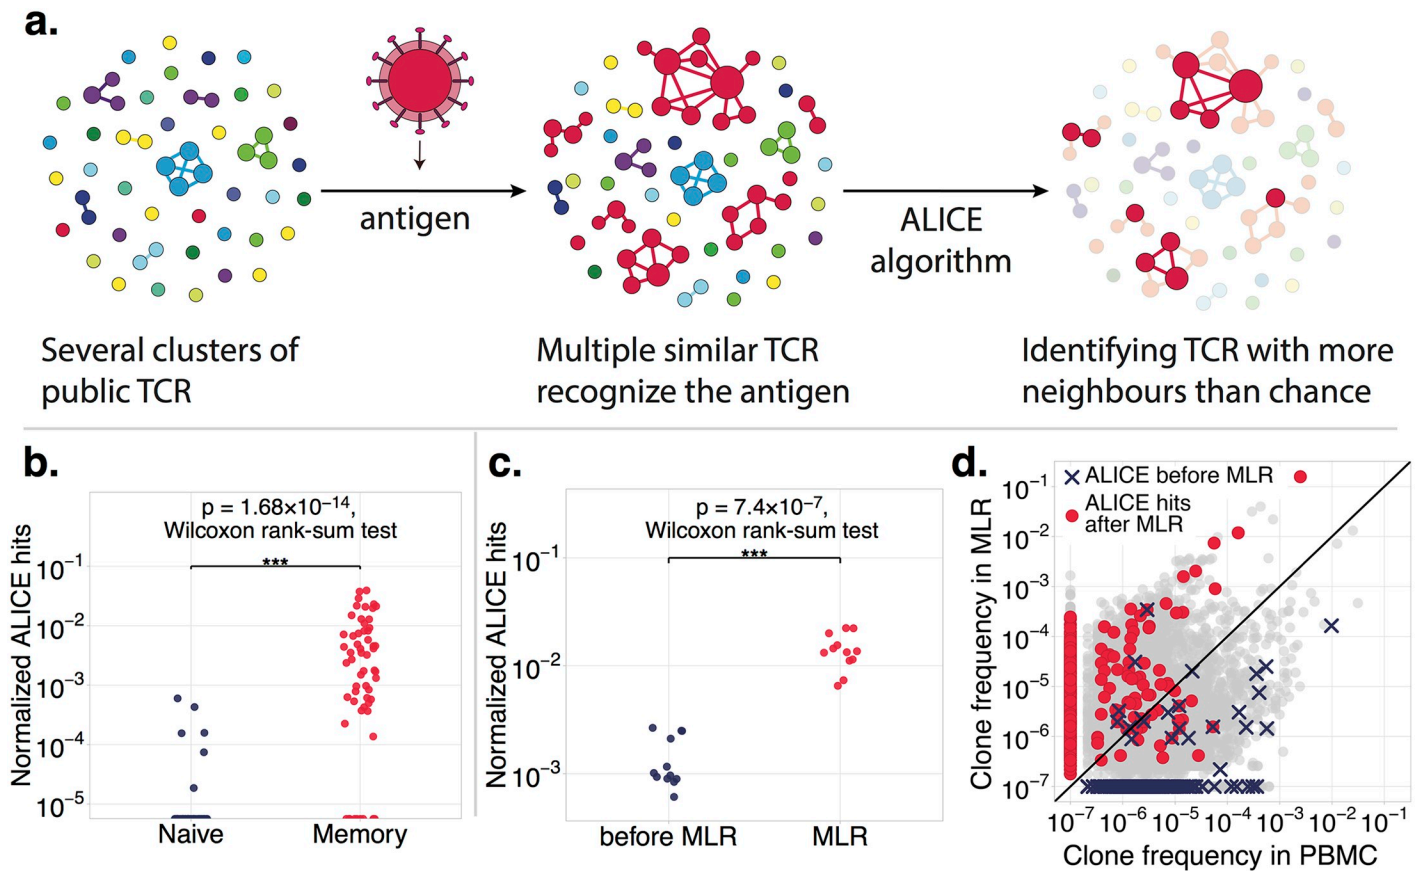 a.
antigen
ALICE
algorithm
Several clusters of
public TCR
Multiple similar TCR
recognize the antigen
Identifying TCR with more
neighbours than chance
b.
p = 1.68×10⁻¹⁴,
Wilcoxon rank-sum test
***
Normalized ALICE hits
10⁻¹
10⁻²
10⁻³
10⁻⁴
10⁻⁵
Naive
Memory
c.
p = 7.4×10⁻⁷,
Wilcoxon rank-sum test
***
Normalized ALICE hits
10⁻¹
10⁻²
10⁻³
before MLR
MLR
d.
ALICE before MLR
ALICE hits
after MLR
Clone frequency in MLR
10⁻¹
10⁻²
10⁻³
10⁻⁴
10⁻⁵
10⁻⁶
10⁻⁷
10⁻⁷ 10⁻⁶ 10⁻⁵ 10⁻⁴ 10⁻³ 10⁻² 10⁻¹
Clone frequency in PBMC